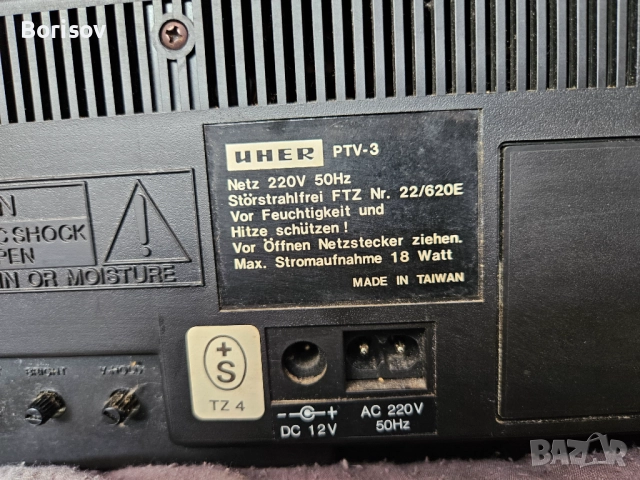 Borisov
UHER PTV-3
Netz 220V 50Hz
Störstrahlfrei FTZ Nr. 22/620E
Vor Feuchtigkeit und
Hitze schützen!
Vor Öffnen Netzstecker ziehen.
Max. Stromaufnahme 18 Watt
MADE IN TAIWAN
N
C SHOCK
PEN
IN OR MOISTURE
BRIGHT
V-HOLD
+
S
TZ 4
- +
DC 12V
AC 220V
50Hz
BAZAR